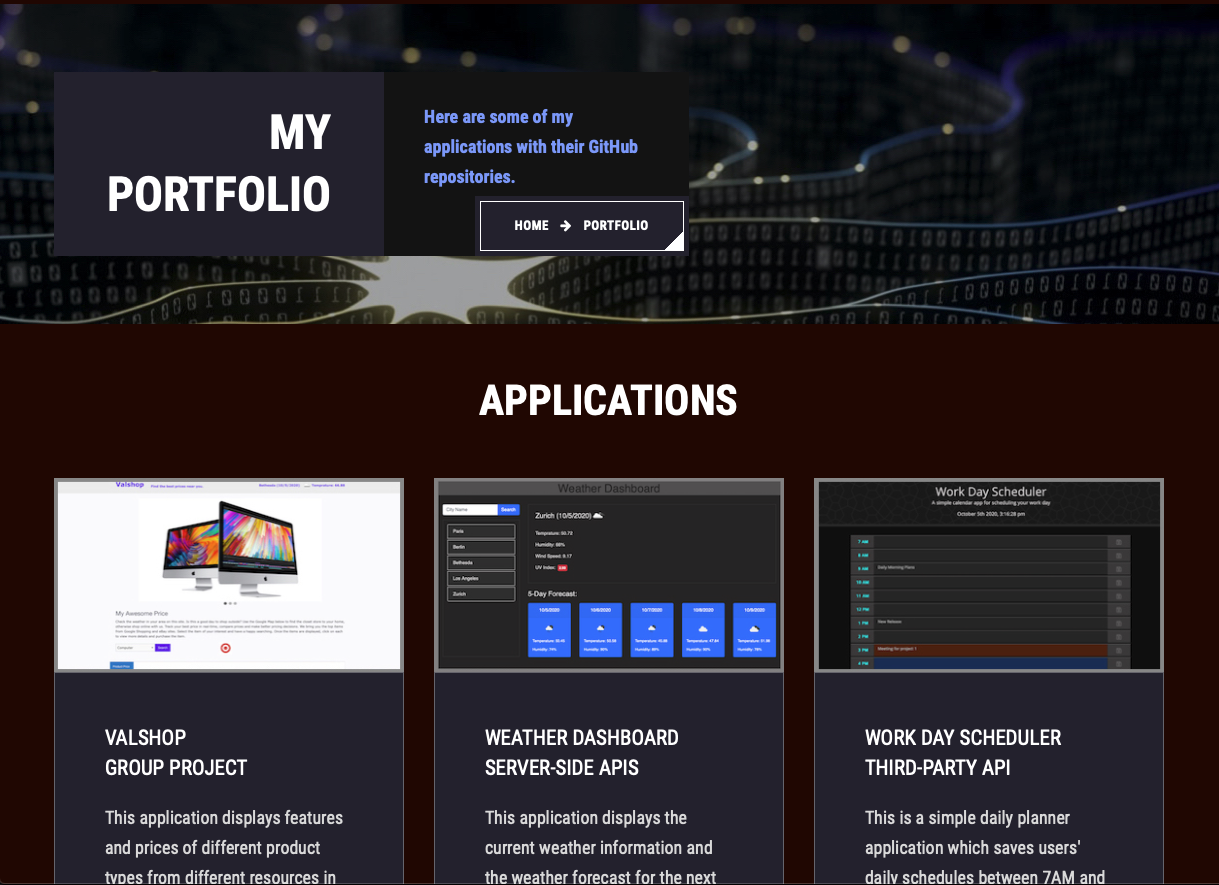 MY
PORTFOLIO
Here are some of my
applications with their GitHub
repositories.
HOME → PORTFOLIO
APPLICATIONS
Valshop Find the best prices near you. Bethesda (10/5/2020)
My Awesome Price
Computer Search
Weather Dashboard
City Name Search
Paris
Berlin
Bethesda
Los Angeles
Zurich
Zurich (10/5/2020)
Temprature: 50.72
Humidity: 66%
Wind Speed: 9.17
UV Index:
5-Day Forecast:
10/5/2020 10/6/2020 10/7/2020 10/8/2020 10/9/2020
Work Day Scheduler
A simple calendar app for scheduling your work day
October 5th 2020, 3:16:28 pm
7 AM
8 AM
9 AM Daily Morning Plans
10 AM
11 AM
12 PM
1 PM New Release
2 PM
3 PM Meeting for project 1
4 PM
VALSHOP
GROUP PROJECT
This application displays features
and prices of different product
types from different resources in
WEATHER DASHBOARD
SERVER-SIDE APIS
This application displays the
current weather information and
the weather forecast for the next
WORK DAY SCHEDULER
THIRD-PARTY API
This is a simple daily planner
application which saves users'
daily schedules between 7AM and